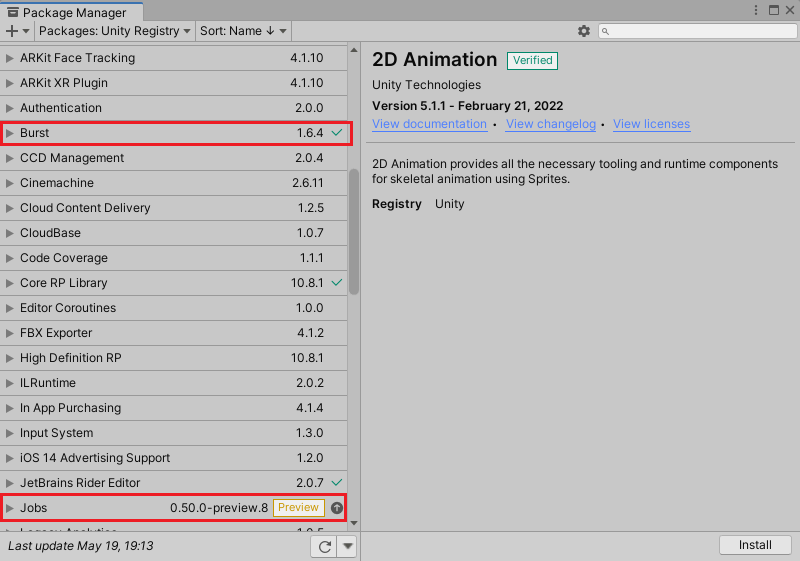 Package Manager
Packages: Unity Registry Sort: Name ↓
ARKit Face Tracking 4.1.10
ARKit XR Plugin 4.1.10
Authentication 2.0.0
Burst 1.6.4
CCD Management 2.0.4
Cinemachine 2.6.11
Cloud Content Delivery 1.2.5
CloudBase 1.0.7
Code Coverage 1.1.1
Core RP Library 10.8.1
Editor Coroutines 1.0.0
FBX Exporter 4.1.2
High Definition RP 10.8.1
ILRuntime 2.0.2
In App Purchasing 4.1.4
Input System 1.3.0
iOS 14 Advertising Support 1.2.0
JetBrains Rider Editor 2.0.7
Jobs 0.50.0-preview.8 Preview
Last update May 19, 19:13
2D Animation Verified
Unity Technologies
Version 5.1.1 - February 21, 2022
View documentation • View changelog • View licenses
2D Animation provides all the necessary tooling and runtime components
for skeletal animation using Sprites.
Registry Unity
Install